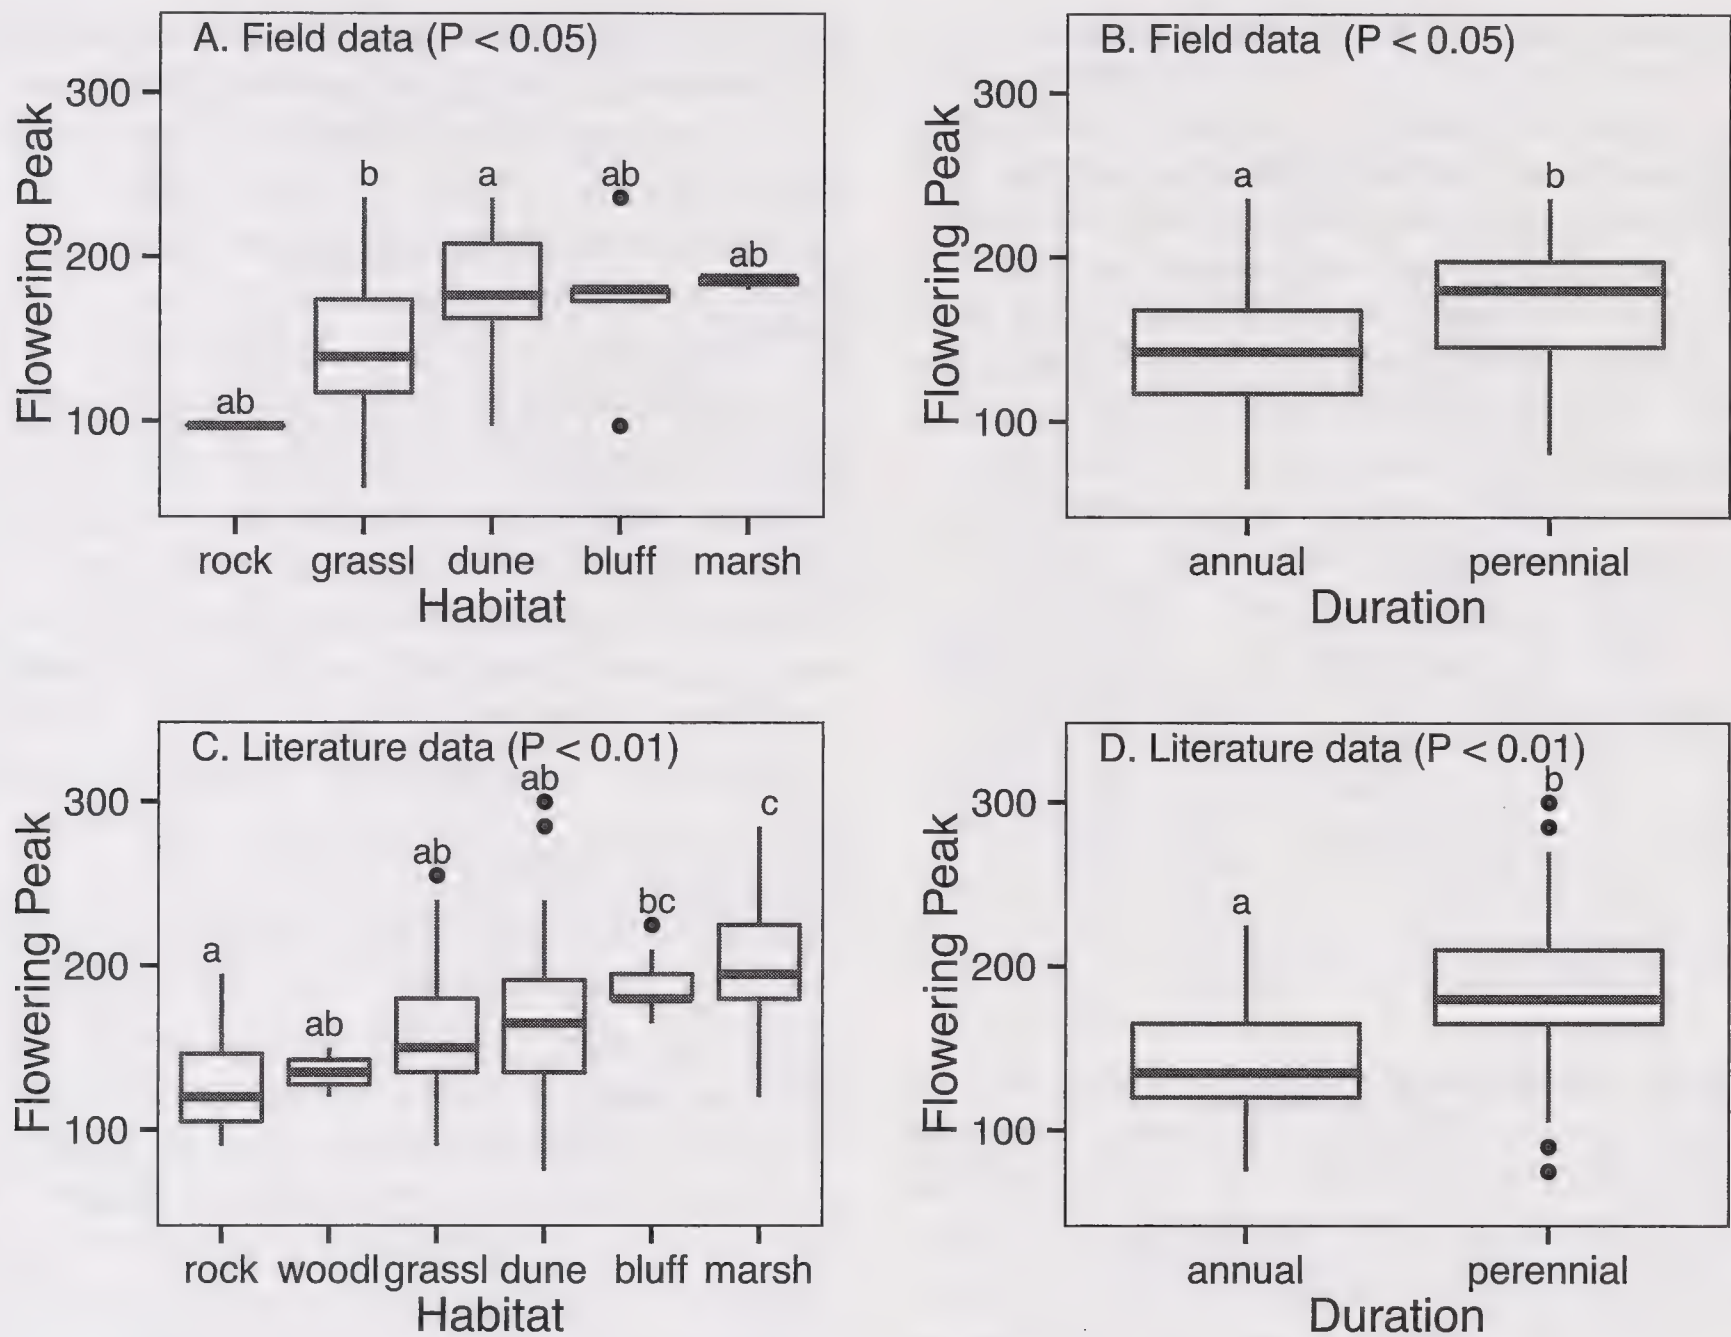 A. Field data (P < 0.05)
Flowering Peak
300
200
100
ab
b
a
ab
ab
rock grassl dune bluff marsh
Habitat
B. Field data (P < 0.05)
Flowering Peak
300
200
100
a
b
annual perennial
Duration
C. Literature data (P < 0.01)
Flowering Peak
300
200
100
a
ab
ab
ab
bc
c
rock woodl grassl dune bluff marsh
Habitat
D. Literature data (P < 0.01)
Flowering Peak
300
200
100
a
b
annual perennial
Duration